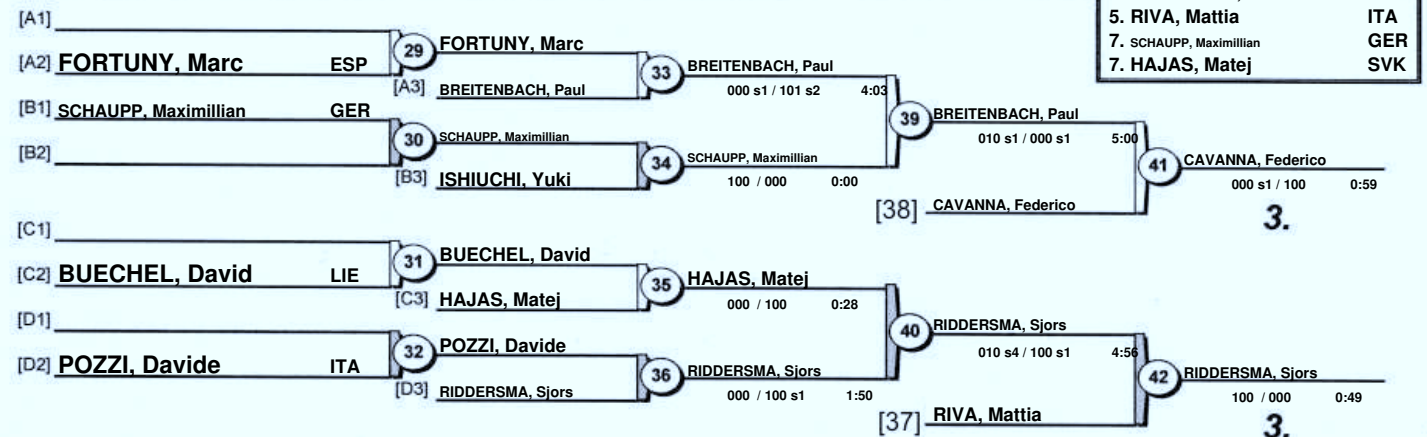 5. RIVA, Mattia ITA
7. SCHAUPP, Maximillian GER
7. HAJAS, Matej SVK
[A1]
[A2] FORTUNY, Marc ESP
29
FORTUNY, Marc
[A3] BREITENBACH, Paul
33
BREITENBACH, Paul
000 s1 / 101 s2 4:03
[B1] SCHAUPP, Maximillian GER
[B2]
30
SCHAUPP, Maximillian
[B3] ISHIUCHI, Yuki
34
SCHAUPP, Maximillian
100 / 000 0:00
39
BREITENBACH, Paul
010 s1 / 000 s1 5:00
[38] CAVANNA, Federico
41
CAVANNA, Federico
000 s1 / 100 0:59
3.
[C1]
[C2] BUECHEL, David LIE
31
BUECHEL, David
[C3] HAJAS, Matej
35
HAJAS, Matej
000 / 100 0:28
[D1]
[D2] POZZI, Davide ITA
32
POZZI, Davide
[D3] RIDDERSMA, Sjors
36
RIDDERSMA, Sjors
000 / 100 s1 1:50
40
RIDDERSMA, Sjors
010 s4 / 100 s1 4:56
[37] RIVA, Mattia
42
RIDDERSMA, Sjors
100 / 000 0:49
3.